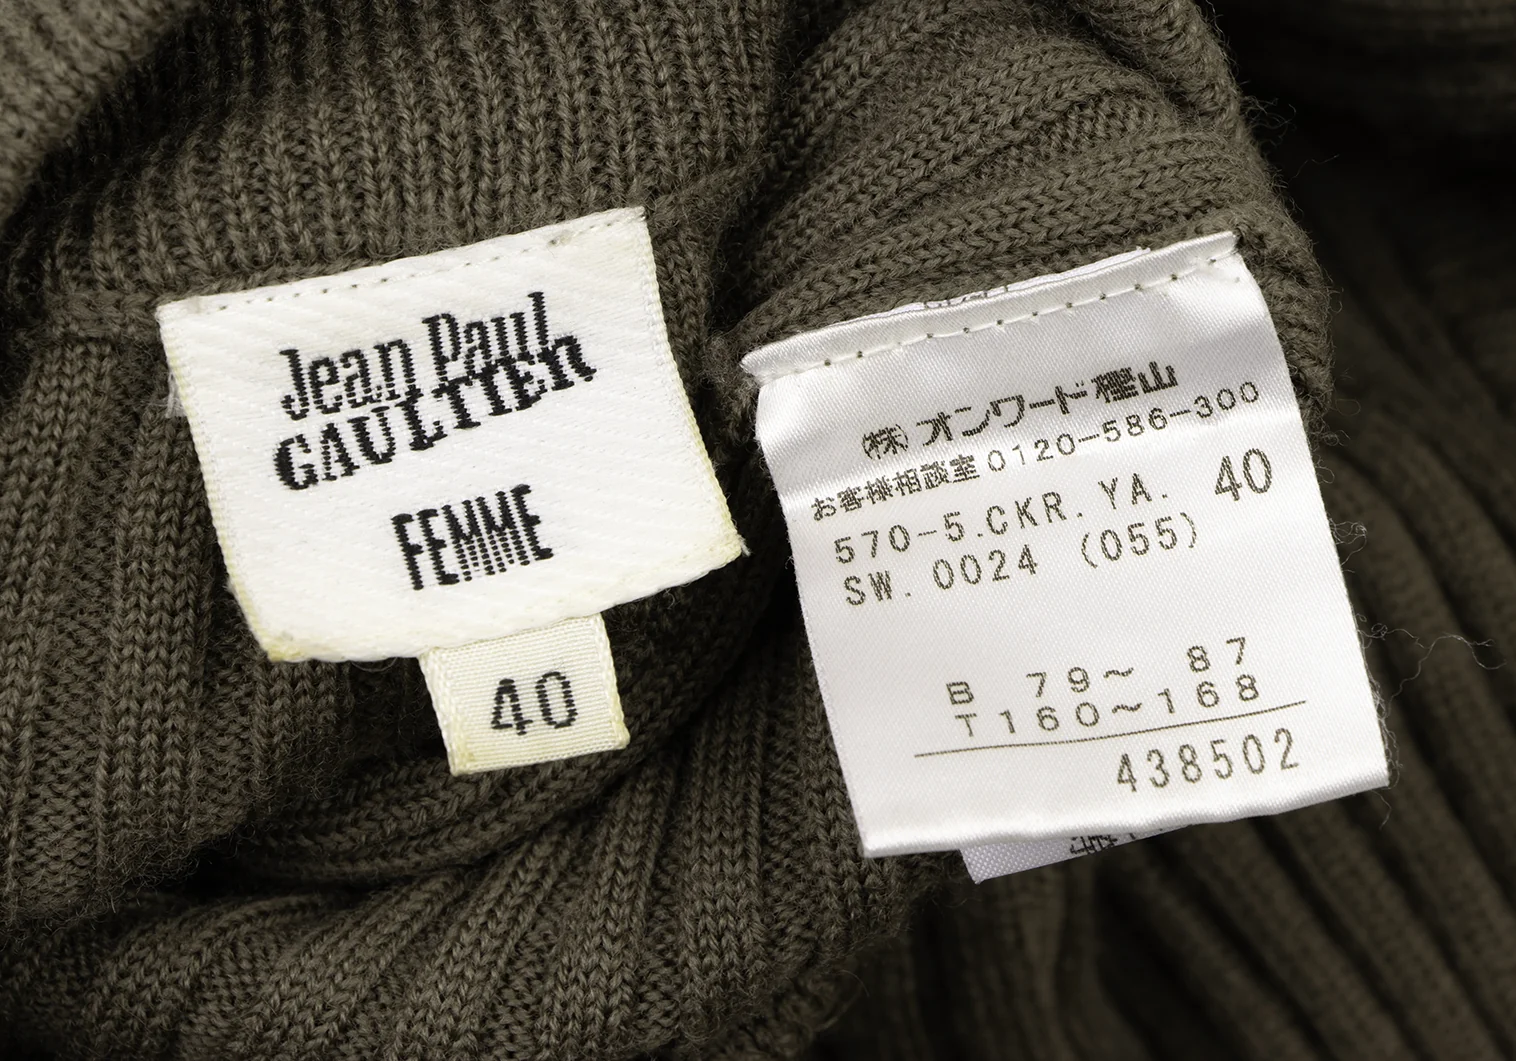 Jean Paul
GAULTIER
FEMME
40
(株)オンワード樫山
お客様相談室 0120-586-300
570-5.CKR.YA. 40
SW. 0024 (055)
B 79～ 87
T 160～168
438502